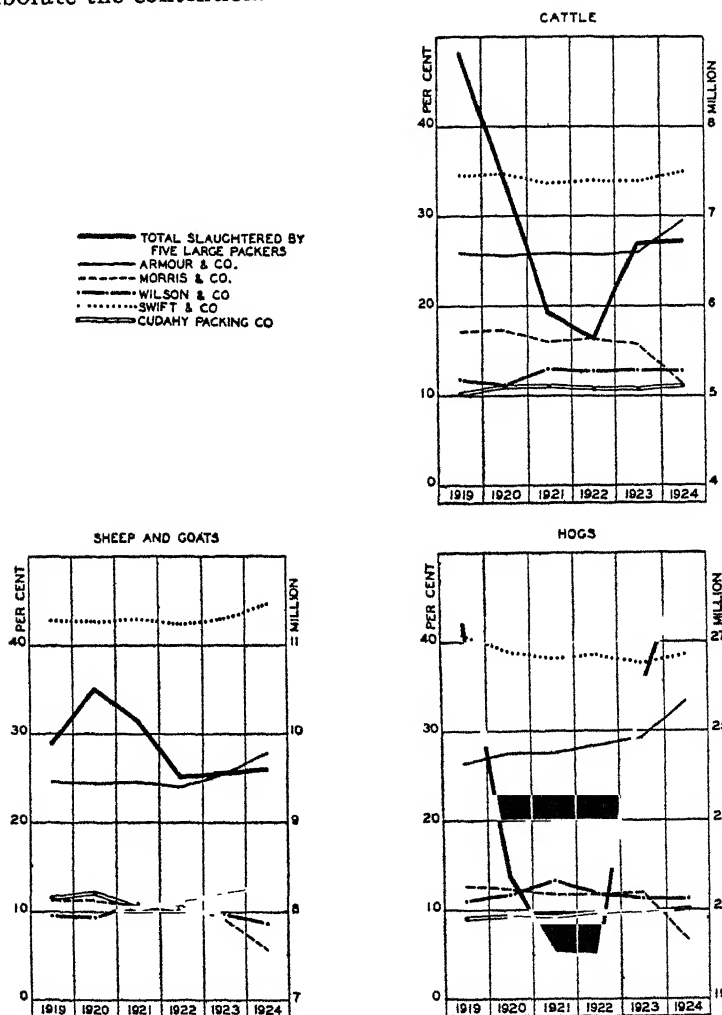 the contention
CATTLE
PER CENT
MILLION
40
30
20
10
0
8
7
6
5
4
1919 1920 1921 1922 1923 1924
TOTAL SLAUGHTERED BY
FIVE LARGE PACKERS
ARMOUR & CO.
MORRIS & CO.
WILSON & CO
SWIFT & CO
CUDAHY PACKING CO
SHEEP AND GOATS
PER CENT
MILLION
40
30
20
10
0
11
10
9
8
7
1919 1920 1921 1922 1923 1924
HOGS
PER CENT
MILLION
40
30
20
10
0
1919 1920 1921 1922 1923 1924